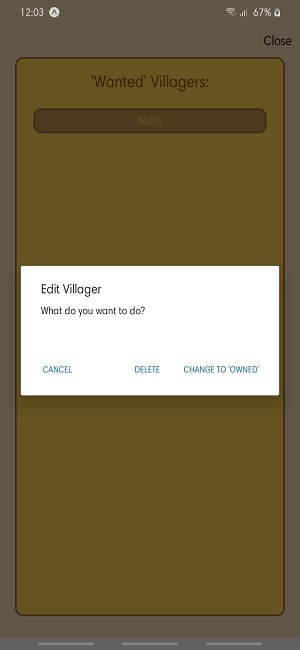 12:03
67%
Close
'Wanted' Villagers:
Molly
Edit Villager
What do you want to do?
CANCEL DELETE CHANGE TO 'OWNED'